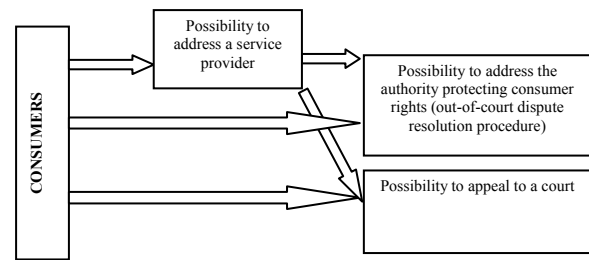 CONSUMERS
Possibility to
address a service
provider
Possibility to address the
authority protecting consumer
rights (out-of-court dispute
resolution procedure)
Possibility to appeal to a court